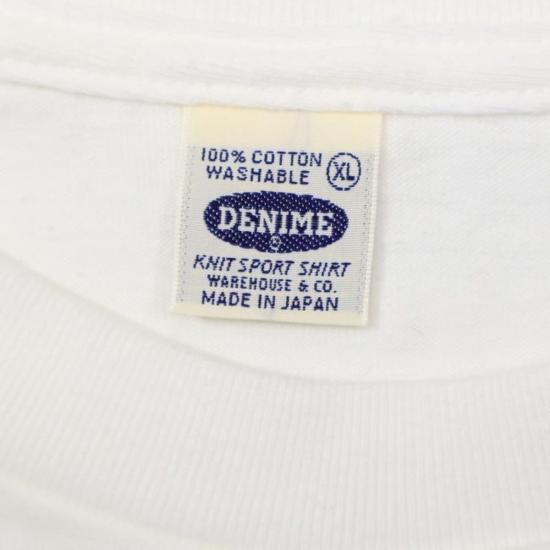 100% COTTON XL
WASHABLE
DENIME
®
KNIT SPORT SHIRT
WAREHOUSE & CO.
MADE IN JAPAN